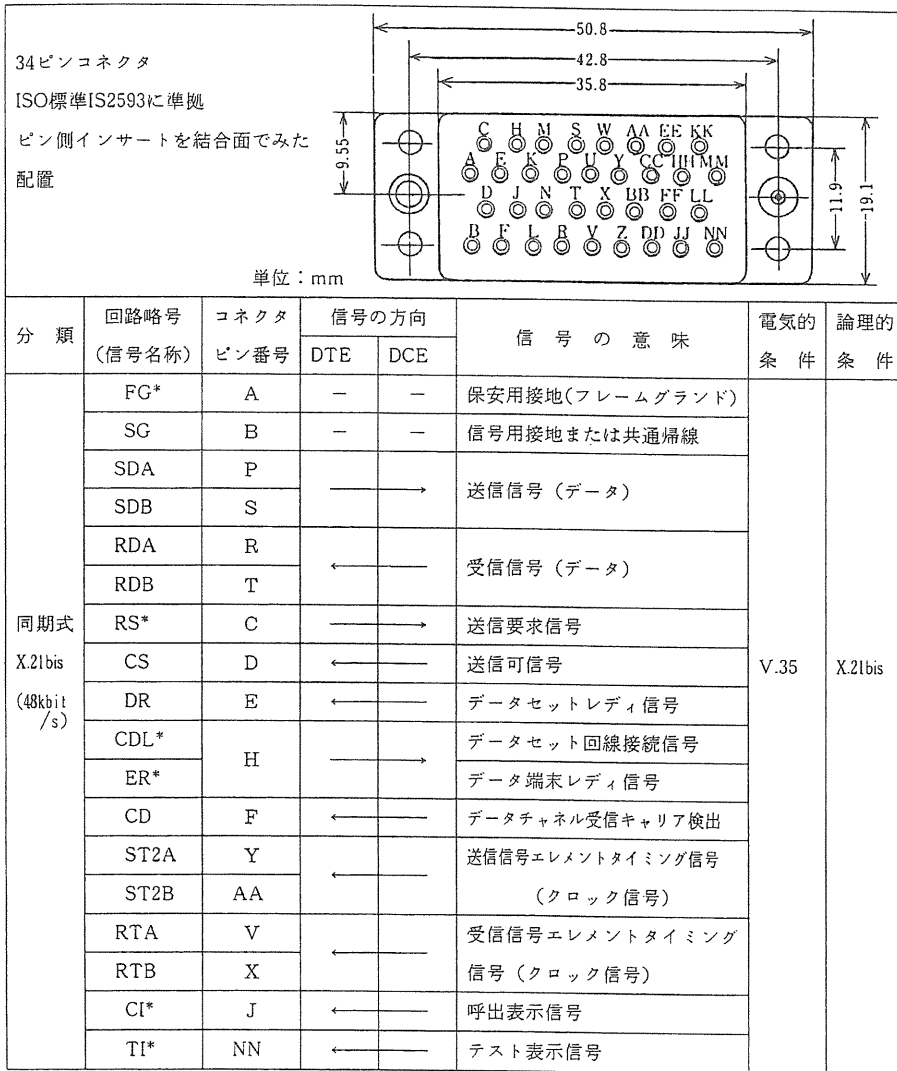 34ピンコネクタ
ISO標準IS2593に準拠
ピン側インサートを結合面でみた
配置
単位：mm
50.8
42.8
35.8
9.55
11.9
19.1
C H M S W AA EE KK
A E K P U Y CC HH MM
D J N T X BB FF LL
B F L R V Z DD JJ NN
分類 回路略号 (信号名称) コネクタ ピン番号 信号の方向 DTE DCE 信号の意味 電気的条件 論理的条件
同期式
X.21bis
(48kbit
/s)
FG* A － － 保安用接地(フレームグランド)
SG B － － 信号用接地または共通帰線
SDA P → 送信信号（データ）
SDB S
RDA R ← 受信信号（データ）
RDB T
RS* C → 送信要求信号
CS D ← 送信可信号
DR E ← データセットレディ信号
CDL* H → データセット回線接続信号
ER* データ端末レディ信号
CD F ← データチャネル受信キャリア検出
ST2A Y ← 送信信号エレメントタイミング信号
ST2B AA （クロック信号）
RTA V ← 受信信号エレメントタイミング
RTB X 信号（クロック信号）
CI* J ← 呼出表示信号
TI* NN ← テスト表示信号
V.35
X.21bis